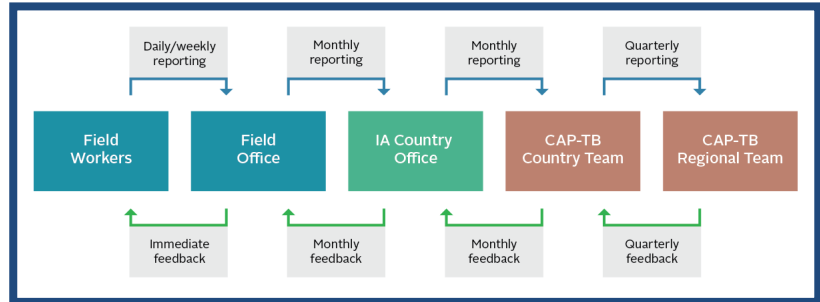 Daily/weekly
reporting
Monthly
reporting
Monthly
reporting
Quarterly
reporting
Field
Workers
Field
Office
IA Country
Office
CAP-TB
Country Team
CAP-TB
Regional Team
Immediate
feedback
Monthly
feedback
Monthly
feedback
Quarterly
feedback